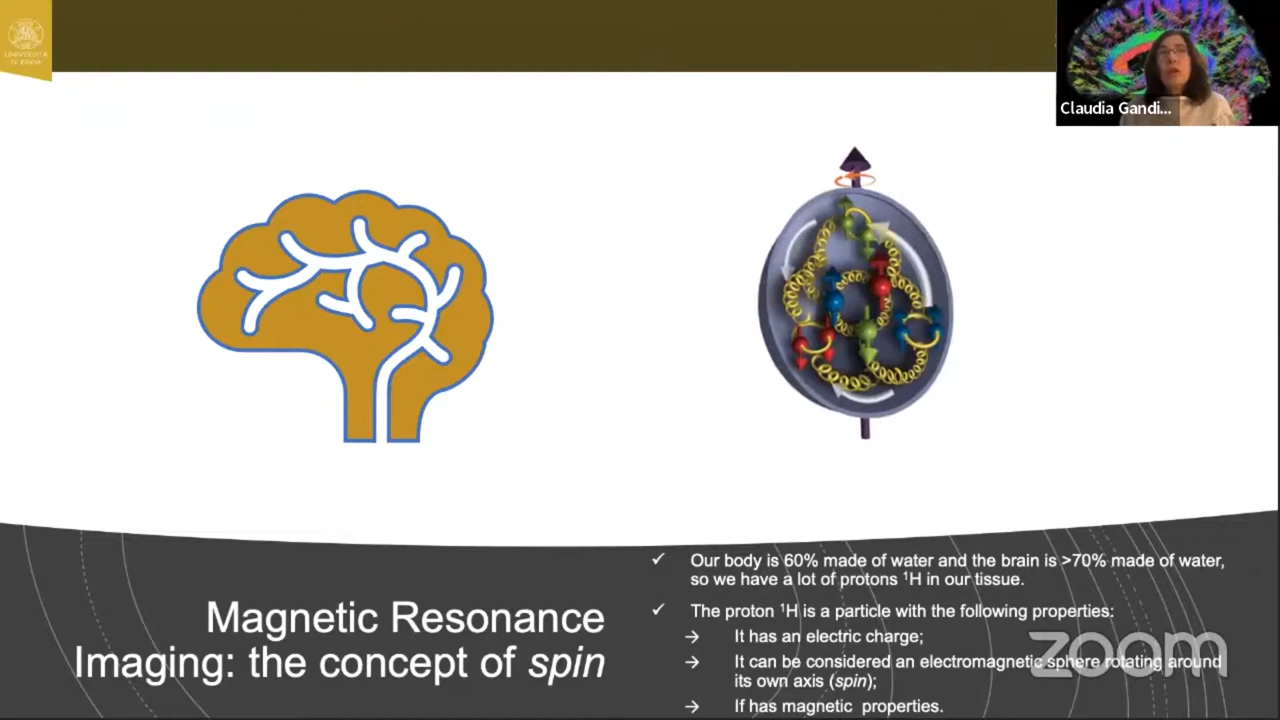 UNIVERSITÀ
DI PAVIA
Claudia Gandi...
Magnetic Resonance
Imaging: the concept of spin
✓ Our body is 60% made of water and the brain is >70% made of water,
so we have a lot of protons ¹H in our tissue.
✓ The proton ¹H is a particle with the following properties:
→ It has an electric charge;
→ It can be considered an electromagnetic sphere rotating around
its own axis (spin);
→ If has magnetic properties.
zoom